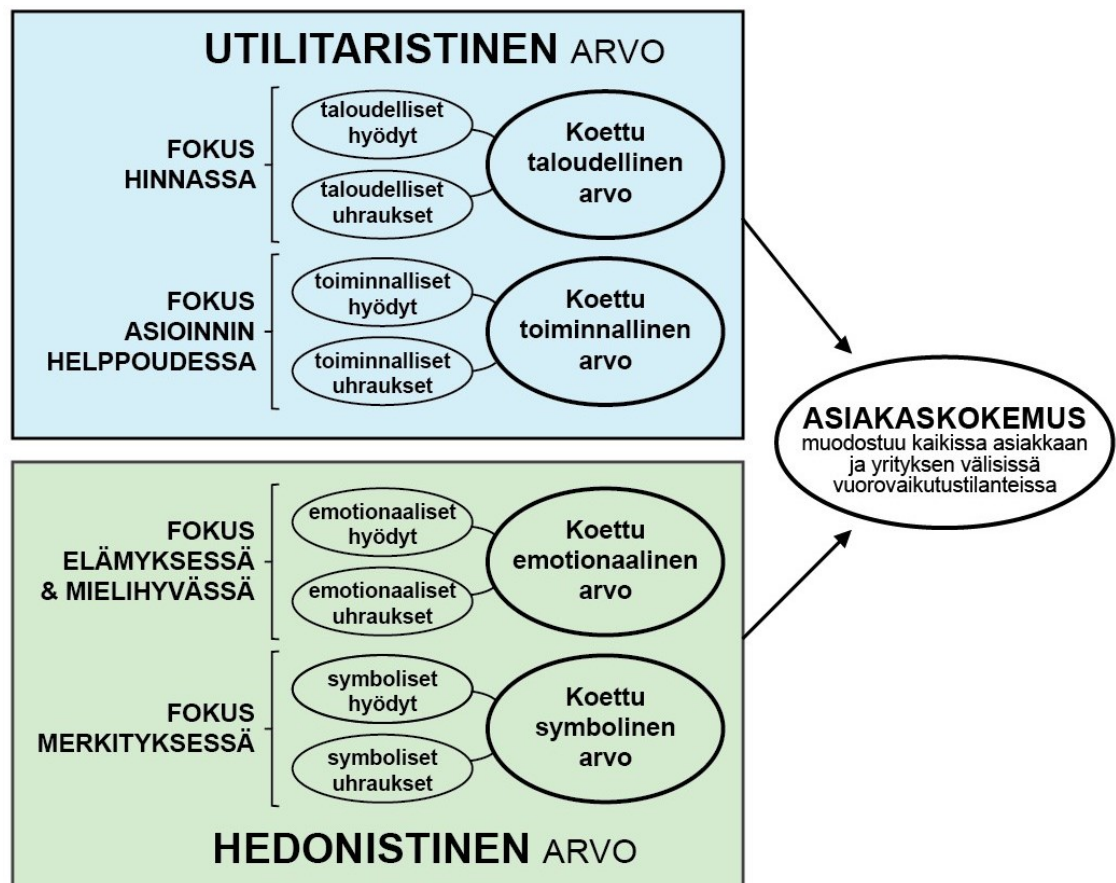 UTILITARISTINEN ARVO
FOKUS
HINNASSA
taloudelliset
hyödyt
taloudelliset
uhraukset
Koettu
taloudellinen
arvo
FOKUS
ASIOINNIN
HELPPOUDESSA
toiminnalliset
hyödyt
toiminnalliset
uhraukset
Koettu
toiminnallinen
arvo
ASIAKASKOKEMUS
muodostuu kaikissa asiakkaan
ja yrityksen välisissä
vuorovaikutustilanteissa
FOKUS
ELÄMYKSESSÄ
& MIELIHYVÄSSÄ
emotionaaliset
hyödyt
emotionaaliset
uhraukset
Koettu
emotionaalinen
arvo
FOKUS
MERKITYKSESSÄ
symboliset
hyödyt
symboliset
uhraukset
Koettu
symbolinen
arvo
HEDONISTINEN ARVO